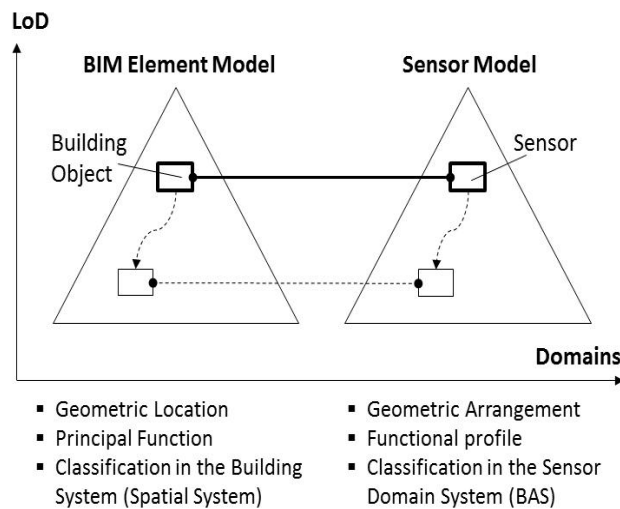 LoD
BIM Element Model
Sensor Model
Building
Object
Sensor
Domains
▪ Geometric Location
▪ Principal Function
▪ Classification in the Building
System (Spatial System)
▪ Geometric Arrangement
▪ Functional profile
▪ Classification in the Sensor
Domain System (BAS)